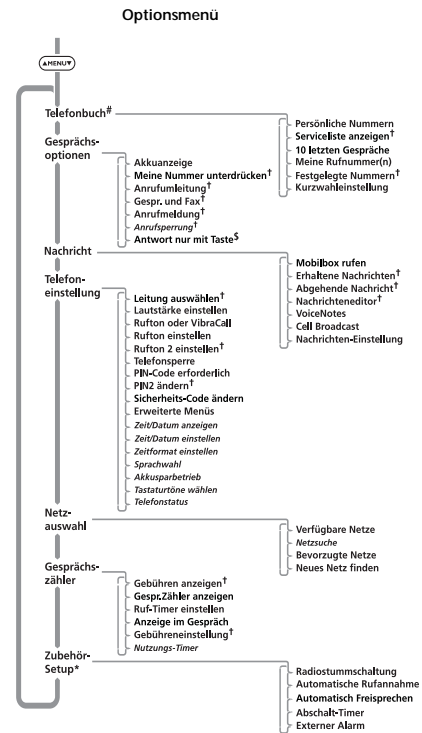 Optionsmenü
▲MENU▼
Telefonbuch#
Persönliche Nummern
Serviceliste anzeigen†
10 letzten Gespräche
Meine Rufnummer(n)
Festgelegte Nummern†
Kurzwahleinstellung
Gesprächs-
optionen
Akkuanzeige
Meine Nummer unterdrücken†
Anrufumleitung†
Gespr. und Fax†
Anrufmeldung†
Anrufsperrung†
Antwort nur mit Taste$
Nachricht
Mobilbox rufen
Erhaltene Nachrichten†
Abgehende Nachricht†
Nachrichteneditor†
VoiceNotes
Cell Broadcast
Nachrichten-Einstellung
Telefon-
einstellung
Leitung auswählen†
Lautstärke einstellen
Rufton oder VibraCall
Rufton einstellen
Rufton 2 einstellen†
Telefonsperre
PIN-Code erforderlich
PIN2 ändern†
Sicherheits-Code ändern
Erweiterte Menüs
Zeit/Datum anzeigen
Zeit/Datum einstellen
Zeitformat einstellen
Sprachwahl
Akkusparbetrieb
Tastaturtöne wählen
Telefonstatus
Netz-
auswahl
Verfügbare Netze
Netzsuche
Bevorzugte Netze
Neues Netz finden
Gesprächs-
zähler
Gebühren anzeigen†
Gespr.Zähler anzeigen
Ruf-Timer einstellen
Anzeige im Gespräch
Gebühreneinstellung†
Nutzungs-Timer
Zubehör-
Setup*
Radiostummschaltung
Automatische Rufannahme
Automatisch Freisprechen
Abschalt-Timer
Externer Alarm